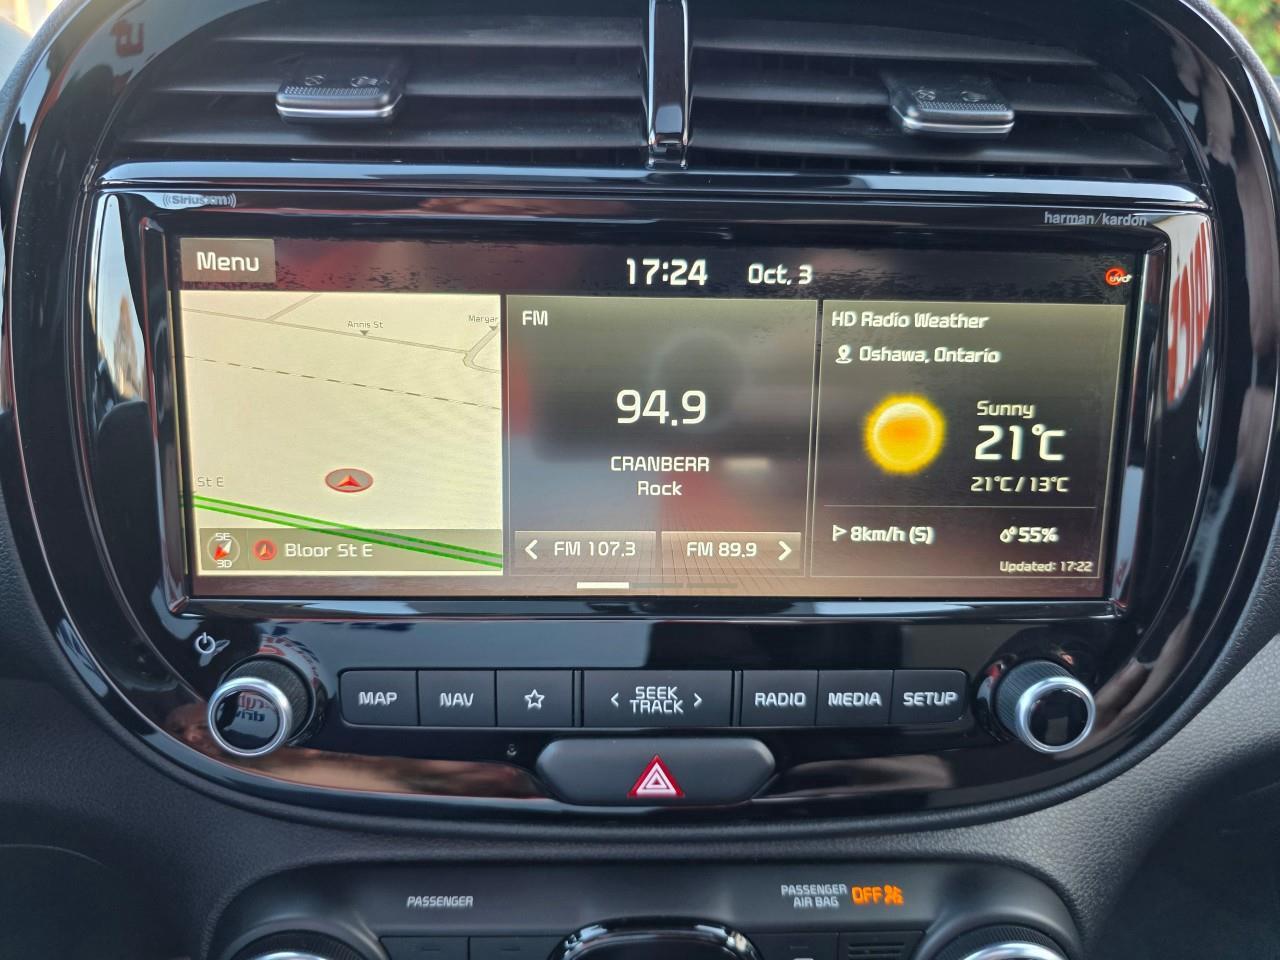 ((SiriusXM))
harman/kardon
Menu
17:24 Oct, 3
UVO
Annis St
Margar
St E
SE
3D
Bloor St E
FM
94.9
CRANBERR
Rock
FM 107.3
FM 89.9
HD Radio Weather
Oshawa, Ontario
Sunny
21°C
21°C / 13°C
8km/h (S)
55%
Updated: 17:22
MAP
NAV
< SEEK >
TRACK
RADIO
MEDIA
SETUP
PASSENGER
PASSENGER
AIR BAG
OFF